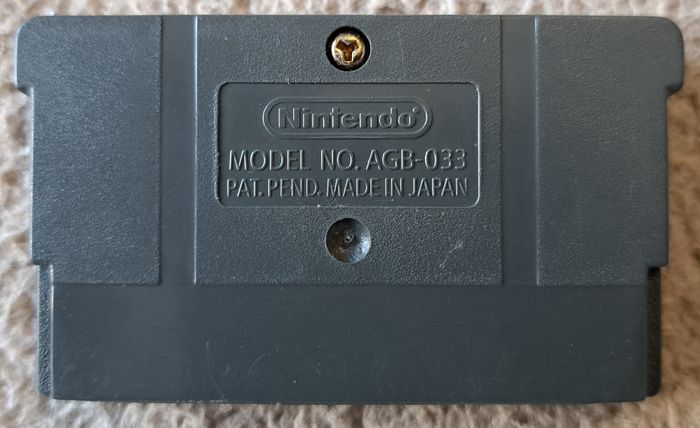 Nintendo
MODEL NO. AGB-033
PAT. PEND. MADE IN JAPAN